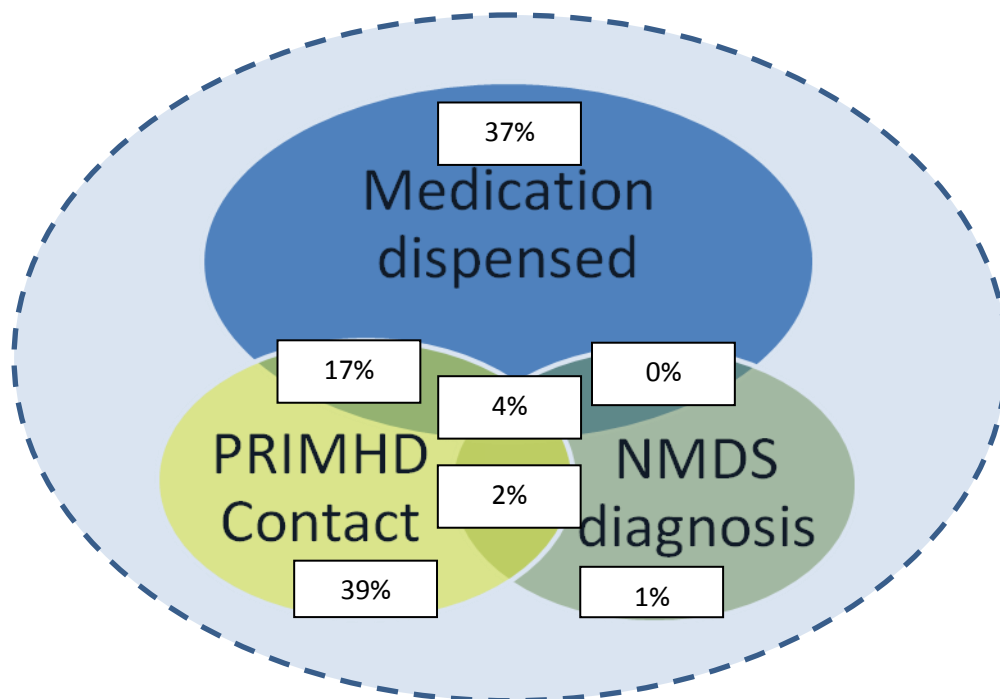 37%
Medication
dispensed
17%
0%
4%
PRIMHD
Contact
NMDS
diagnosis
2%
39%
1%